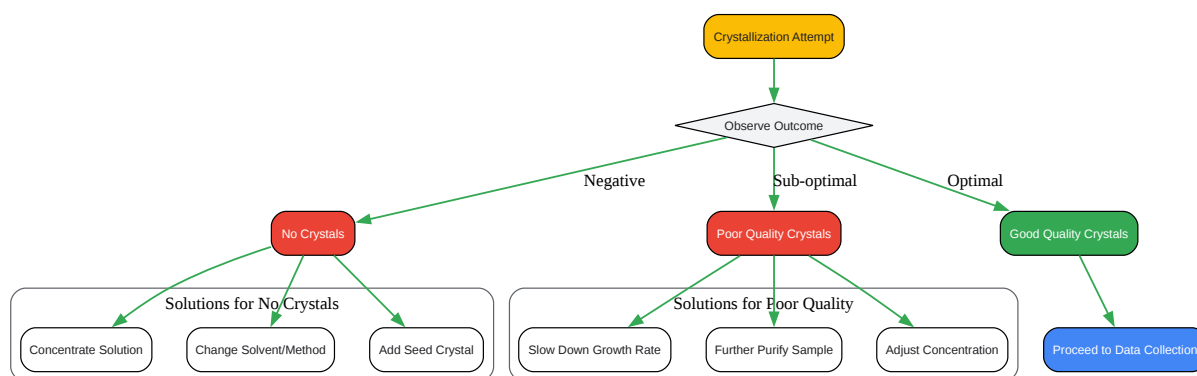 Crystallization Attempt
Observe Outcome
Negative
Sub-optimal
Optimal
No Crystals
Poor Quality Crystals
Good Quality Crystals
Solutions for No Crystals
Solutions for Poor Quality
Concentrate Solution
Change Solvent/Method
Add Seed Crystal
Slow Down Growth Rate
Further Purify Sample
Adjust Concentration
Proceed to Data Collection